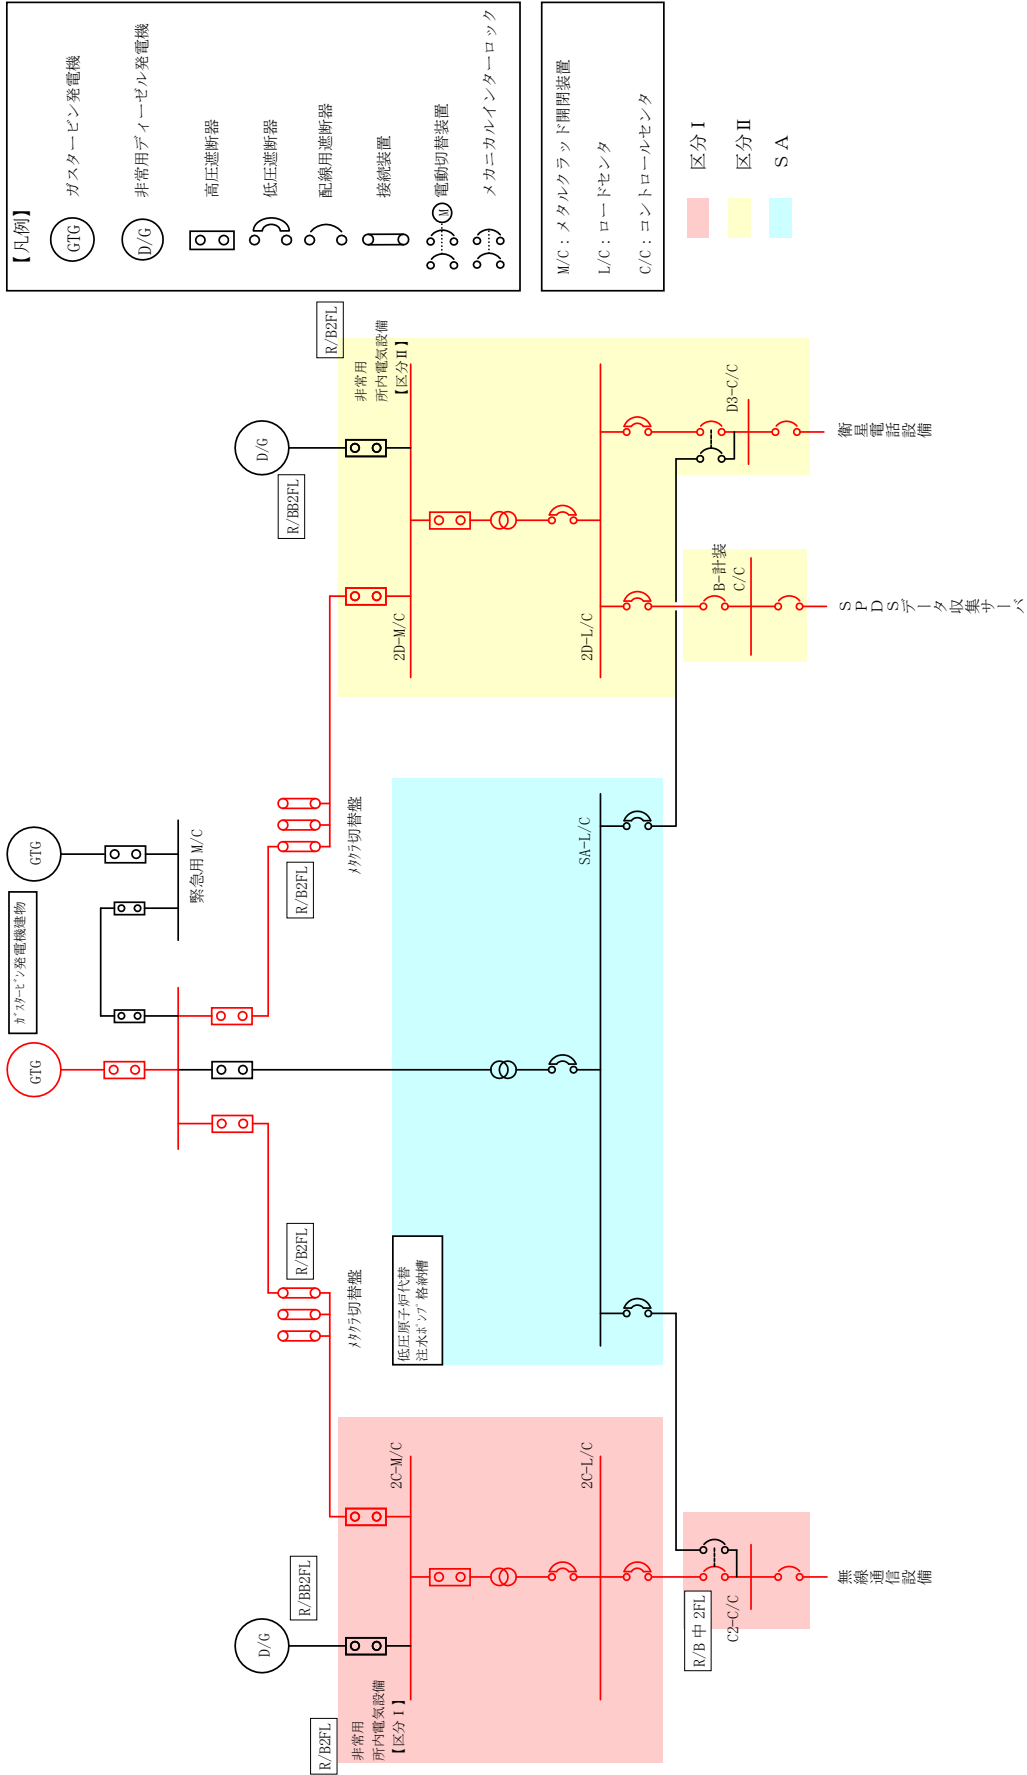 【凡例】
GTG
ガスタービン発電機
D/G
非常用ディーゼル発電機
高圧遮断器
低圧遮断器
配線用遮断器
接続装置
M
電動切替装置
メカニカルインターロック
M/C：メタルクラッド開閉装置
L/C：ロードセンタ
C/C：コントロールセンタ
区分Ⅰ
区分Ⅱ
ＳＡ
ｶﾞｽﾀｰﾋﾞﾝ発電機建物
GTG
GTG
緊急用 M/C
R/B2FL
ﾒﾀｸﾗ切替盤
R/B2FL
ﾒﾀｸﾗ切替盤
D/G
R/BB2FL
R/B2FL
非常用
所内電気設備
【区分Ⅱ】
2D-M/C
2D-L/C
D3-C/C
衛星電話設備
B-計装
C/C
ＳＰＤＳデータ収集サーバ
SA-L/C
低圧原子炉代替
注水ﾎﾟﾝﾌﾟ格納槽
D/G
R/BB2FL
R/B2FL
非常用
所内電気設備
【区分Ⅰ】
2C-M/C
2C-L/C
R/B 中 2FL
C2-C/C
無線通信設備